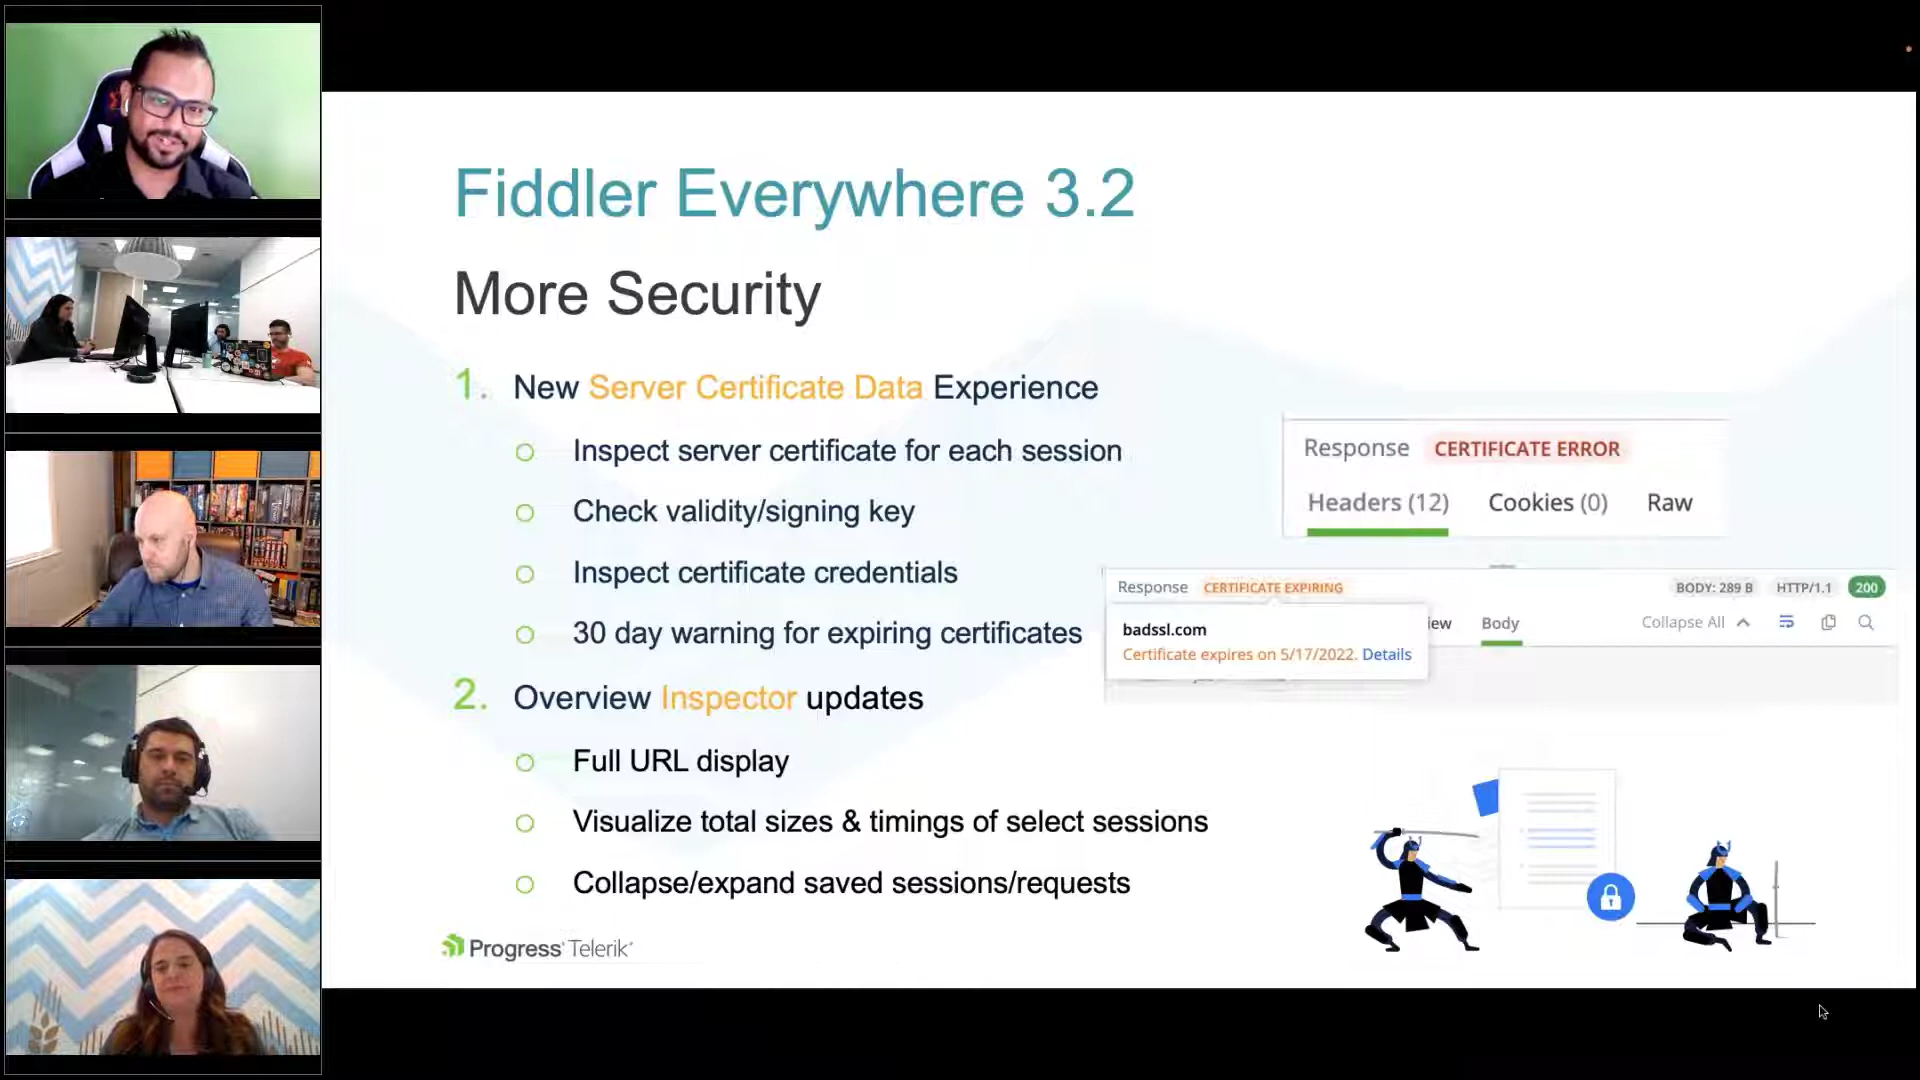 Fiddler Everywhere 3.2
More Security
1. New Server Certificate Data Experience
Inspect server certificate for each session
Check validity/signing key
Inspect certificate credentials
30 day warning for expiring certificates
2. Overview Inspector updates
Full URL display
Visualize total sizes & timings of select sessions
Collapse/expand saved sessions/requests
Response CERTIFICATE ERROR
Headers (12) Cookies (0) Raw
Response CERTIFICATE EXPIRING BODY: 289 B HTTP/1.1 200
iew Body Collapse All
badssl.com
Certificate expires on 5/17/2022. Details
Progress Telerik